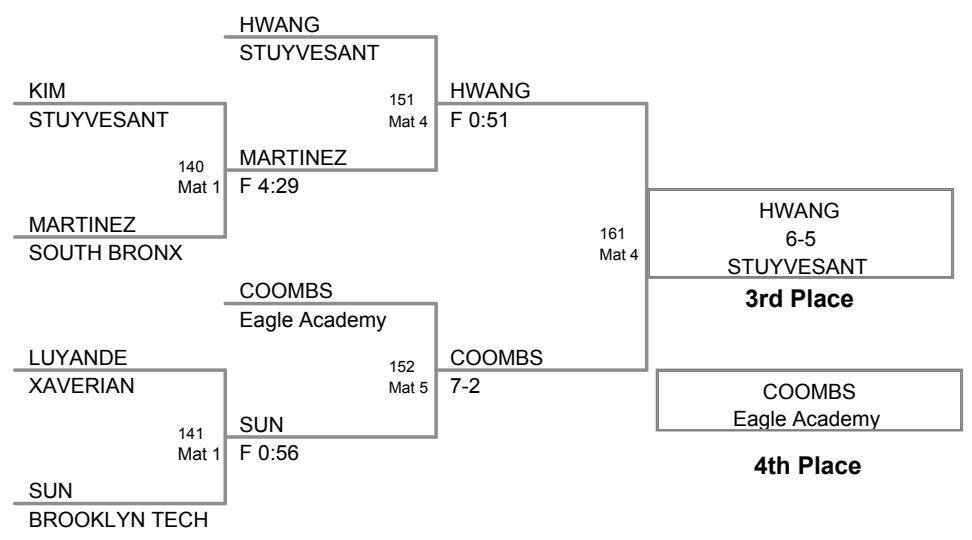 HWANG
STUYVESANT
KIM
STUYVESANT
151
Mat 4
HWANG
F 0:51
140
Mat 1
MARTINEZ
F 4:29
MARTINEZ
SOUTH BRONX
161
Mat 4
HWANG
6-5
STUYVESANT
3rd Place
COOMBS
Eagle Academy
LUYANDE
XAVERIAN
152
Mat 5
COOMBS
7-2
COOMBS
Eagle Academy
4th Place
141
Mat 1
SUN
F 0:56
SUN
BROOKLYN TECH